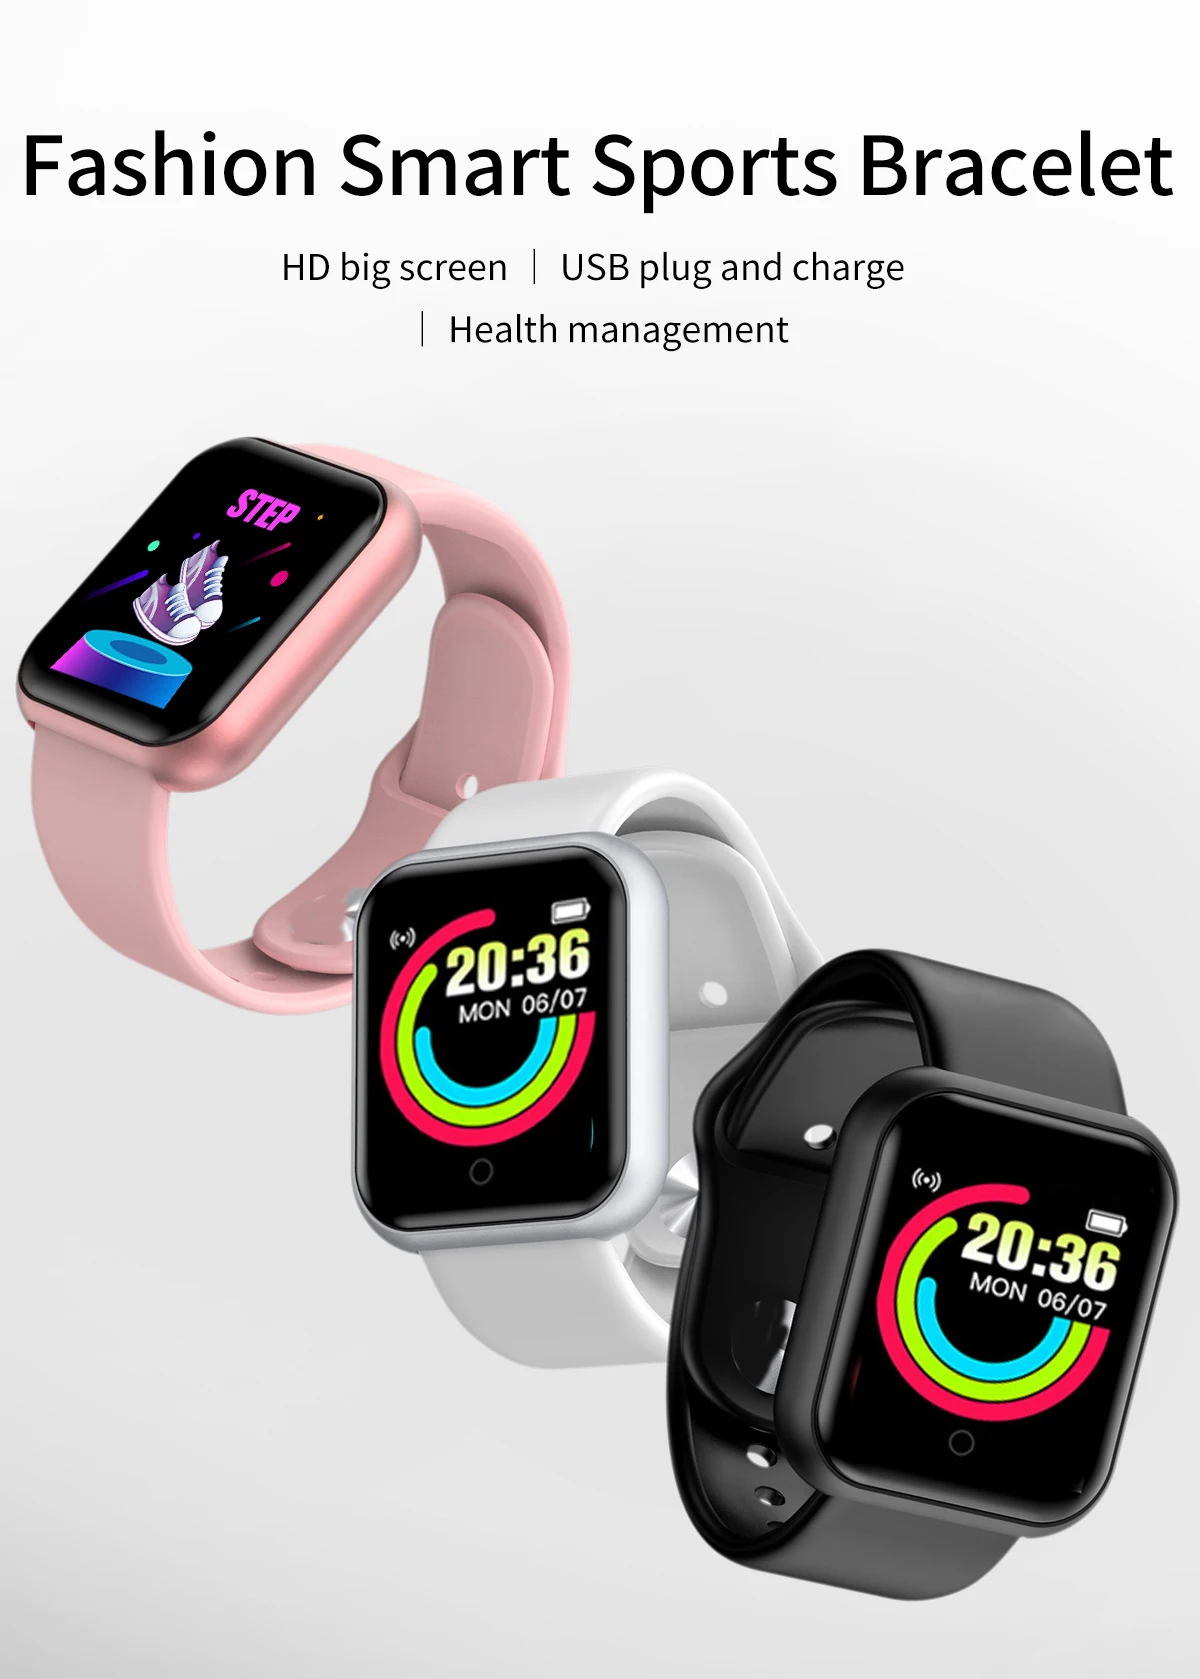 Fashion Smart Sports Bracelet
HD big screen | USB plug and charge
| Health management
STEP
20:36
MON 06/07
20:36
MON 06/07